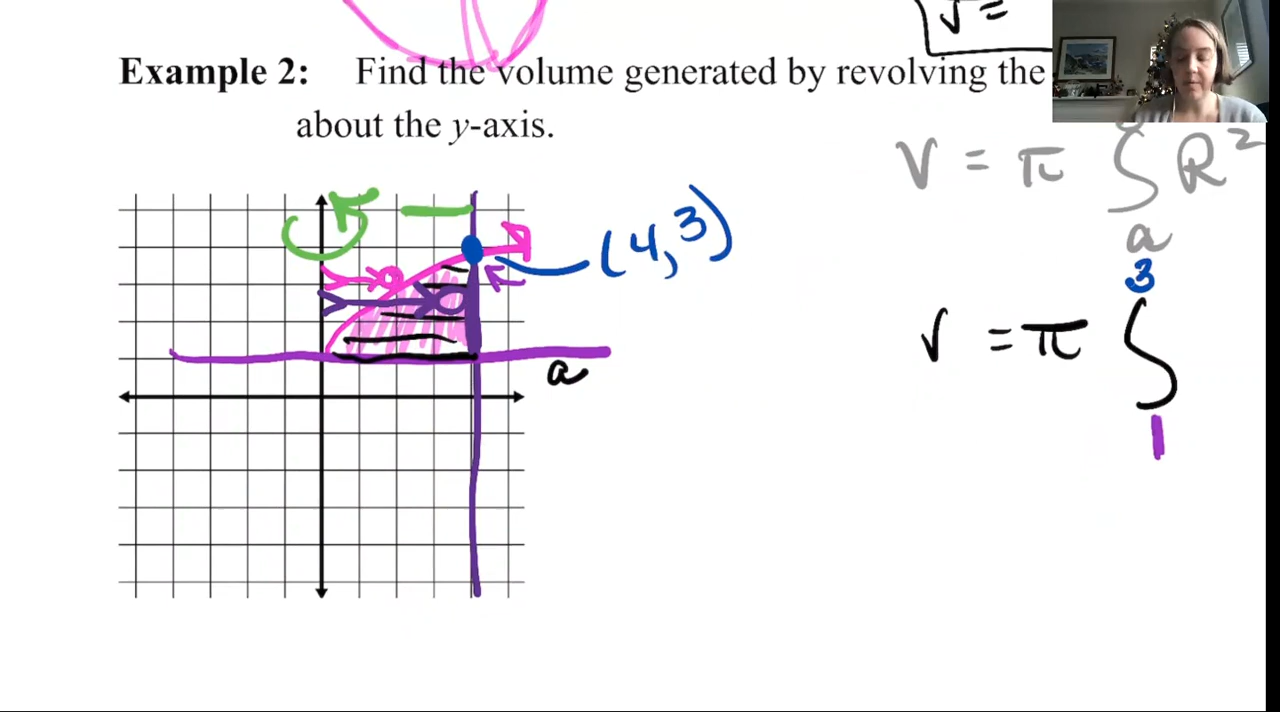 √ =
Example 2: Find the volume generated by revolving the
about the y-axis.
V = π ∫ R²
a
(4,3)
3
V = π ∫
1
a